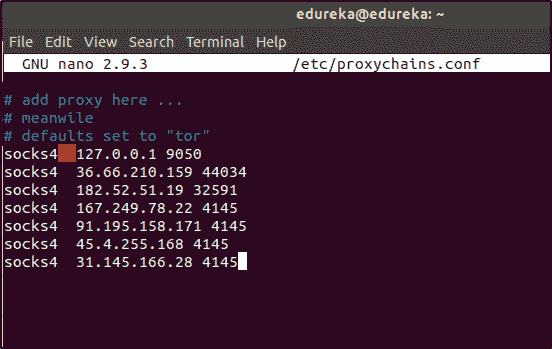 edureka@edureka: ~
File Edit View Search Terminal Help
GNU nano 2.9.3 /etc/proxychains.conf
# add proxy here ...
# meanwile
# defaults set to "tor"
socks4 127.0.0.1 9050
socks4 36.66.210.159 44034
socks4 182.52.51.19 32591
socks4 167.249.78.22 4145
socks4 91.195.158.171 4145
socks4 45.4.255.168 4145
socks4 31.145.166.28 4145